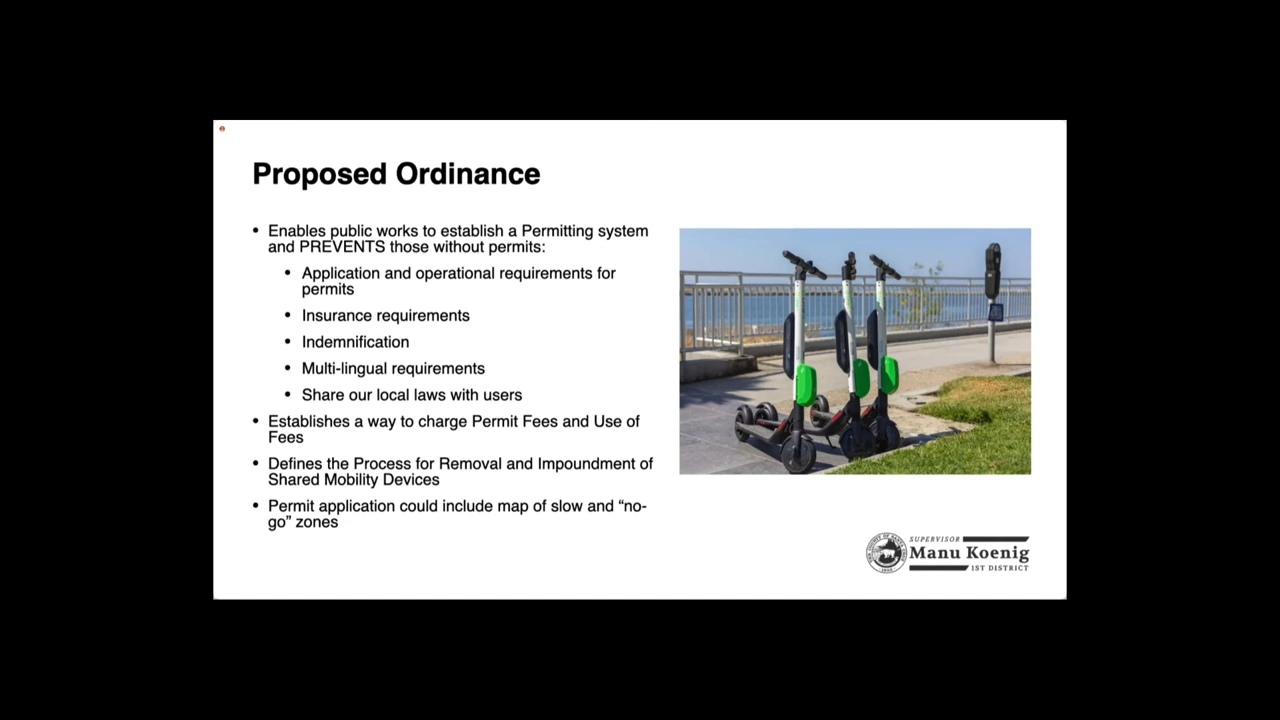 Proposed Ordinance
• Enables public works to establish a Permitting system
and PREVENTS those without permits:
• Application and operational requirements for
permits
• Insurance requirements
• Indemnification
• Multi-lingual requirements
• Share our local laws with users
• Establishes a way to charge Permit Fees and Use of
Fees
• Defines the Process for Removal and Impoundment of
Shared Mobility Devices
• Permit application could include map of slow and “no-
go” zones
SUPERVISOR
Manu Koenig
1ST DISTRICT